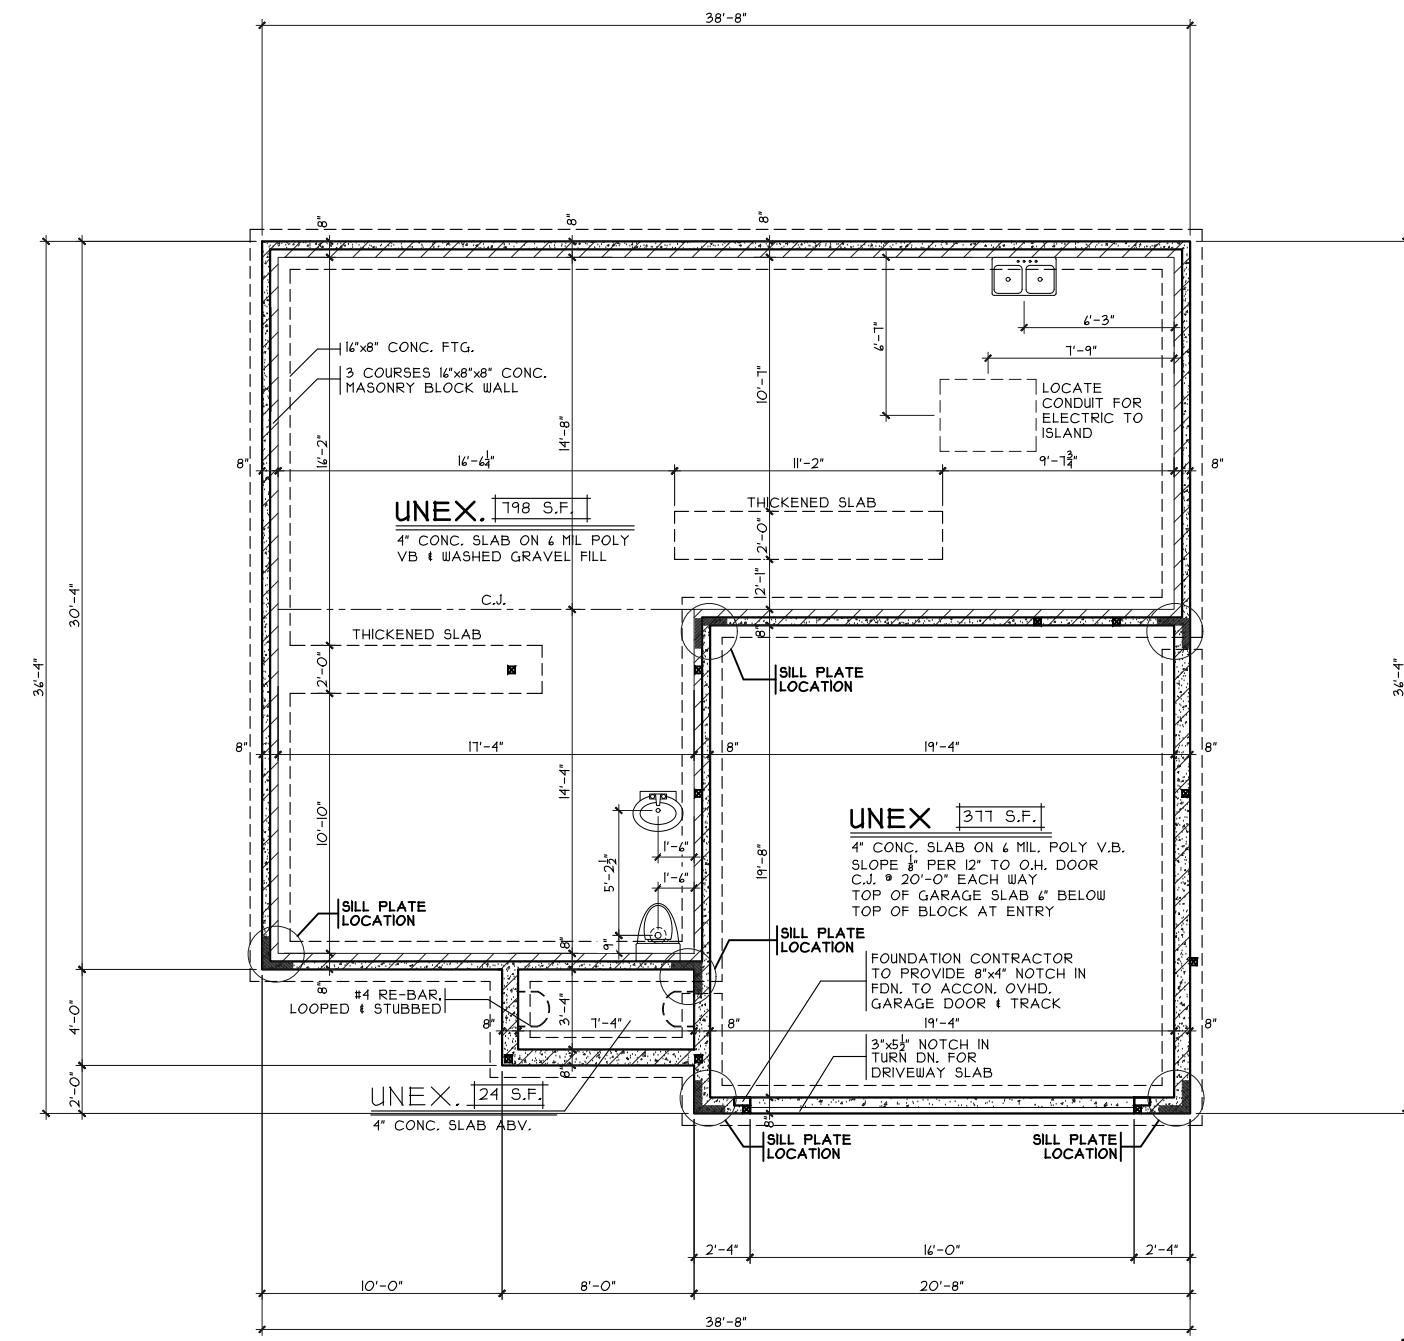 38'-8"
8"
8"
8"
6'-3"
6'-7"
7'-9"
16"x8" CONC. FTG.
3 COURSES 16"x8"x8" CONC.
MASONRY BLOCK WALL
10'-7"
LOCATE
CONDUIT FOR
ELECTRIC TO
ISLAND
14'-8"
16'-2"
8"
16'-6¼"
11'-2"
9'-7¾"
8"
UNEX. 798 S.F.
THICKENED SLAB
4" CONC. SLAB ON 6 MIL POLY
VB & WASHED GRAVEL FILL
2'-0"
2'-1"
30'-4"
C.J.
THICKENED SLAB
8"
2'-0"
36'-4"
36'-4"
SILL PLATE
LOCATION
8"
17'-4"
8"
19'-4"
8"
14'-4"
10'-10"
1'-6"
5'-2½"
1'-6"
19'-8"
UNEX 377 S.F.
4" CONC. SLAB ON 6 MIL. POLY V.B.
SLOPE ⅛" PER 12" TO O.H. DOOR
C.J. @ 20'-0" EACH WAY
TOP OF GARAGE SLAB 6" BELOW
TOP OF BLOCK AT ENTRY
SILL PLATE
LOCATION
8"
9"
SILL PLATE
LOCATION
FOUNDATION CONTRACTOR
TO PROVIDE 8"x4" NOTCH IN
FDN. TO ACCON. OVHD.
GARAGE DOOR & TRACK
8"
#4 RE-BAR,
LOOPED & STUBBED
4'-0"
3'-4"
8"
7'-4"
8"
19'-4"
8"
3"x5½" NOTCH IN
TURN DN. FOR
DRIVEWAY SLAB
8"
2'-0"
UNEX. 24 S.F.
4" CONC. SLAB ABV.
8"
SILL PLATE
LOCATION
SILL PLATE
LOCATION
2'-4"
16'-0"
2'-4"
10'-0"
8'-0"
20'-8"
38'-8"